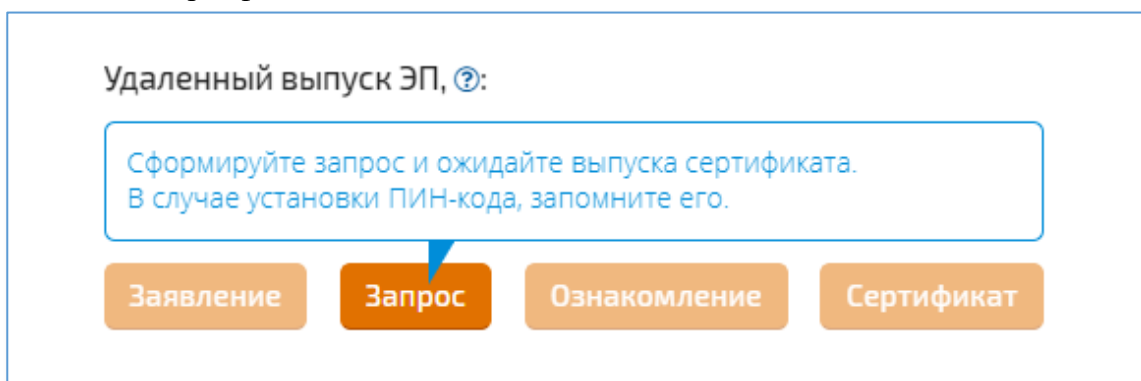 Удаленный выпуск ЭП, ?:
Сформируйте запрос и ожидайте выпуска сертификата.
В случае установки ПИН-кода, запомните его.
Заявление Запрос Ознакомление Сертификат